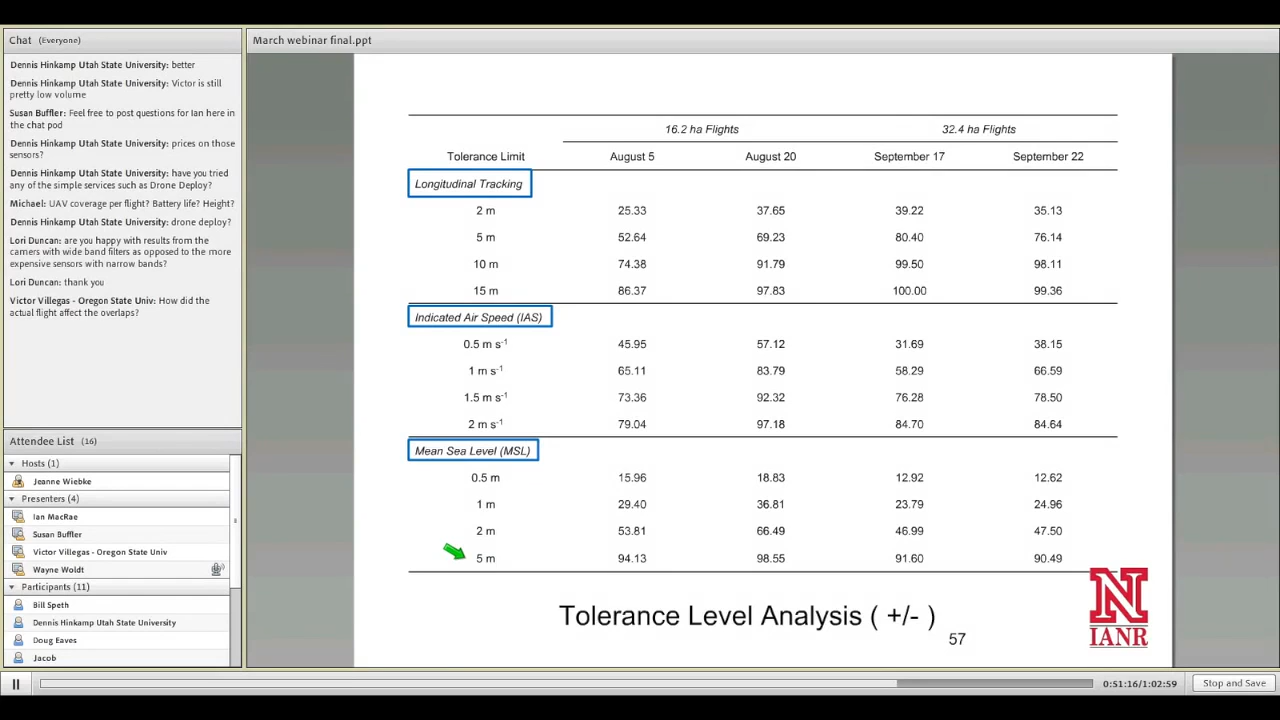 Chat (Everyone)
Dennis Hinkamp Utah State University: better
Dennis Hinkamp Utah State University: Victor is still
pretty low volume
Susan Buffler: Feel free to post questions for Ian here in
the chat pod
Dennis Hinkamp Utah State University: prices on those
sensors?
Dennis Hinkamp Utah State University: have you tried
any of the simple services such as Drone Deploy?
Michael: UAV coverage per flight? Battery life? Height?
Dennis Hinkamp Utah State University: drone deploy?
Lori Duncan: are you happy with results from the
camers with wide band filters as opposed to the more
expensive sensors with narrow bands?
Lori Duncan: thank you
Victor Villegas - Oregon State Univ: How did the
actual flight affect the overlaps?
Attendee List (16)
Hosts (1)
Jeanne Wiebke
Presenters (4)
Ian MacRae
Susan Buffler
Victor Villegas - Oregon State Univ
Wayne Woldt
Participants (11)
Bill Speth
Dennis Hinkamp Utah State University
Doug Eaves
Jacob
March webinar final.ppt
16.2 ha Flights 32.4 ha Flights
Tolerance Limit August 5 August 20 September 17 September 22
Longitudinal Tracking
2 m 25.33 37.65 39.22 35.13
5 m 52.64 69.23 80.40 76.14
10 m 74.38 91.79 99.50 98.11
15 m 86.37 97.83 100.00 99.36
Indicated Air Speed (IAS)
0.5 m s⁻¹ 45.95 57.12 31.69 38.15
1 m s⁻¹ 65.11 83.79 58.29 66.59
1.5 m s⁻¹ 73.36 92.32 76.28 78.50
2 m s⁻¹ 79.04 97.18 84.70 84.64
Mean Sea Level (MSL)
0.5 m 15.96 18.83 12.92 12.62
1 m 29.40 36.81 23.79 24.96
2 m 53.81 66.49 46.99 47.50
5 m 94.13 98.55 91.60 90.49
Tolerance Level Analysis ( +/- )
57
N
IANR
0:51:16/1:02:59
Stop and Save